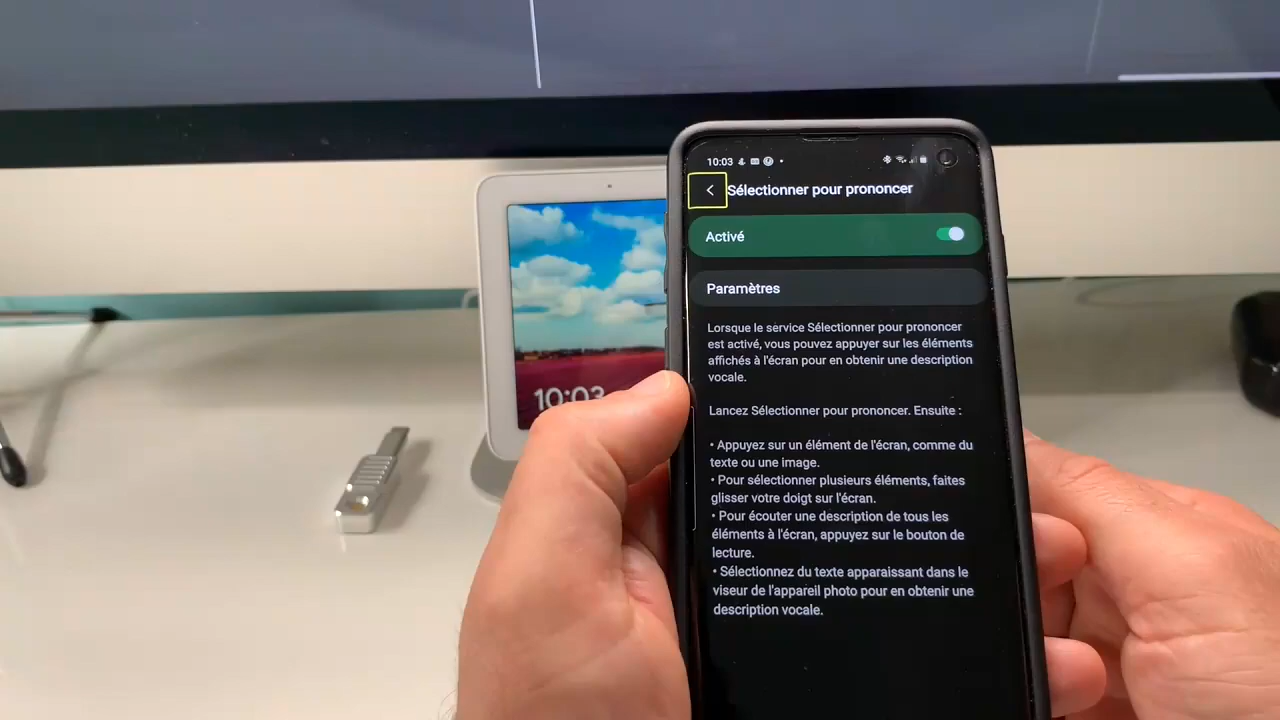 10:03
Sélectionner pour prononcer
Activé
Paramètres
Lorsque le service Sélectionner pour prononcer
est activé, vous pouvez appuyer sur les éléments
affichés à l'écran pour en obtenir une description
vocale.
Lancez Sélectionner pour prononcer. Ensuite :
• Appuyez sur un élément de l'écran, comme du
texte ou une image.
• Pour sélectionner plusieurs éléments, faites
glisser votre doigt sur l'écran.
• Pour écouter une description de tous les
éléments à l'écran, appuyez sur le bouton de
lecture.
• Sélectionnez du texte apparaissant dans le
viseur de l'appareil photo pour en obtenir une
description vocale.
10:03